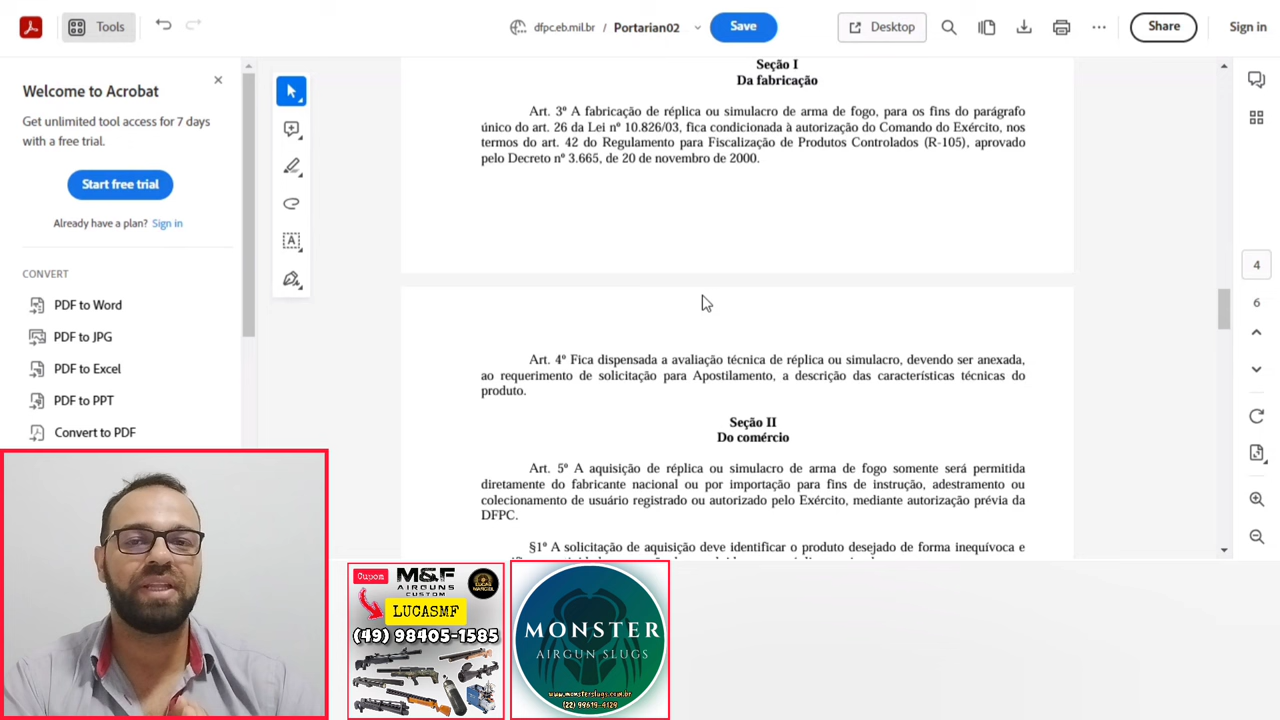 Tools
dfpc.eb.mil.br / Portarian02
Save
Desktop
Share
Sign in
Welcome to Acrobat
Get unlimited tool access for 7 days
with a free trial.
Start free trial
Already have a plan? Sign in
CONVERT
PDF to Word
PDF to JPG
PDF to Excel
PDF to PPT
Convert to PDF
Seção I
Da fabricação
Art. 3º A fabricação de réplica ou simulacro de arma de fogo, para os fins do parágrafo
único do art. 26 da Lei nº 10.826/03, fica condicionada à autorização do Comando do Exército, nos
termos do art. 42 do Regulamento para Fiscalização de Produtos Controlados (R-105), aprovado
pelo Decreto nº 3.665, de 20 de novembro de 2000.
Art. 4º Fica dispensada a avaliação técnica de réplica ou simulacro, devendo ser anexada,
ao requerimento de solicitação para Apostilamento, a descrição das características técnicas do
produto.
Seção II
Do comércio
Art. 5º A aquisição de réplica ou simulacro de arma de fogo somente será permitida
diretamente do fabricante nacional ou por importação para fins de instrução, adestramento ou
colecionamento de usuário registrado ou autorizado pelo Exército, mediante autorização prévia da
DFPC.
§1º A solicitação de aquisição deve identificar o produto desejado de forma inequívoca e
4
6
Cupom
M&F
AIRGUNS
CUSTOM
LUCAS
MACIEL
LUCASMF
(49) 98405-1585
MONSTER
AIRGUN SLUGS
www.monsterslugs.com.br
(22) 99619-4129